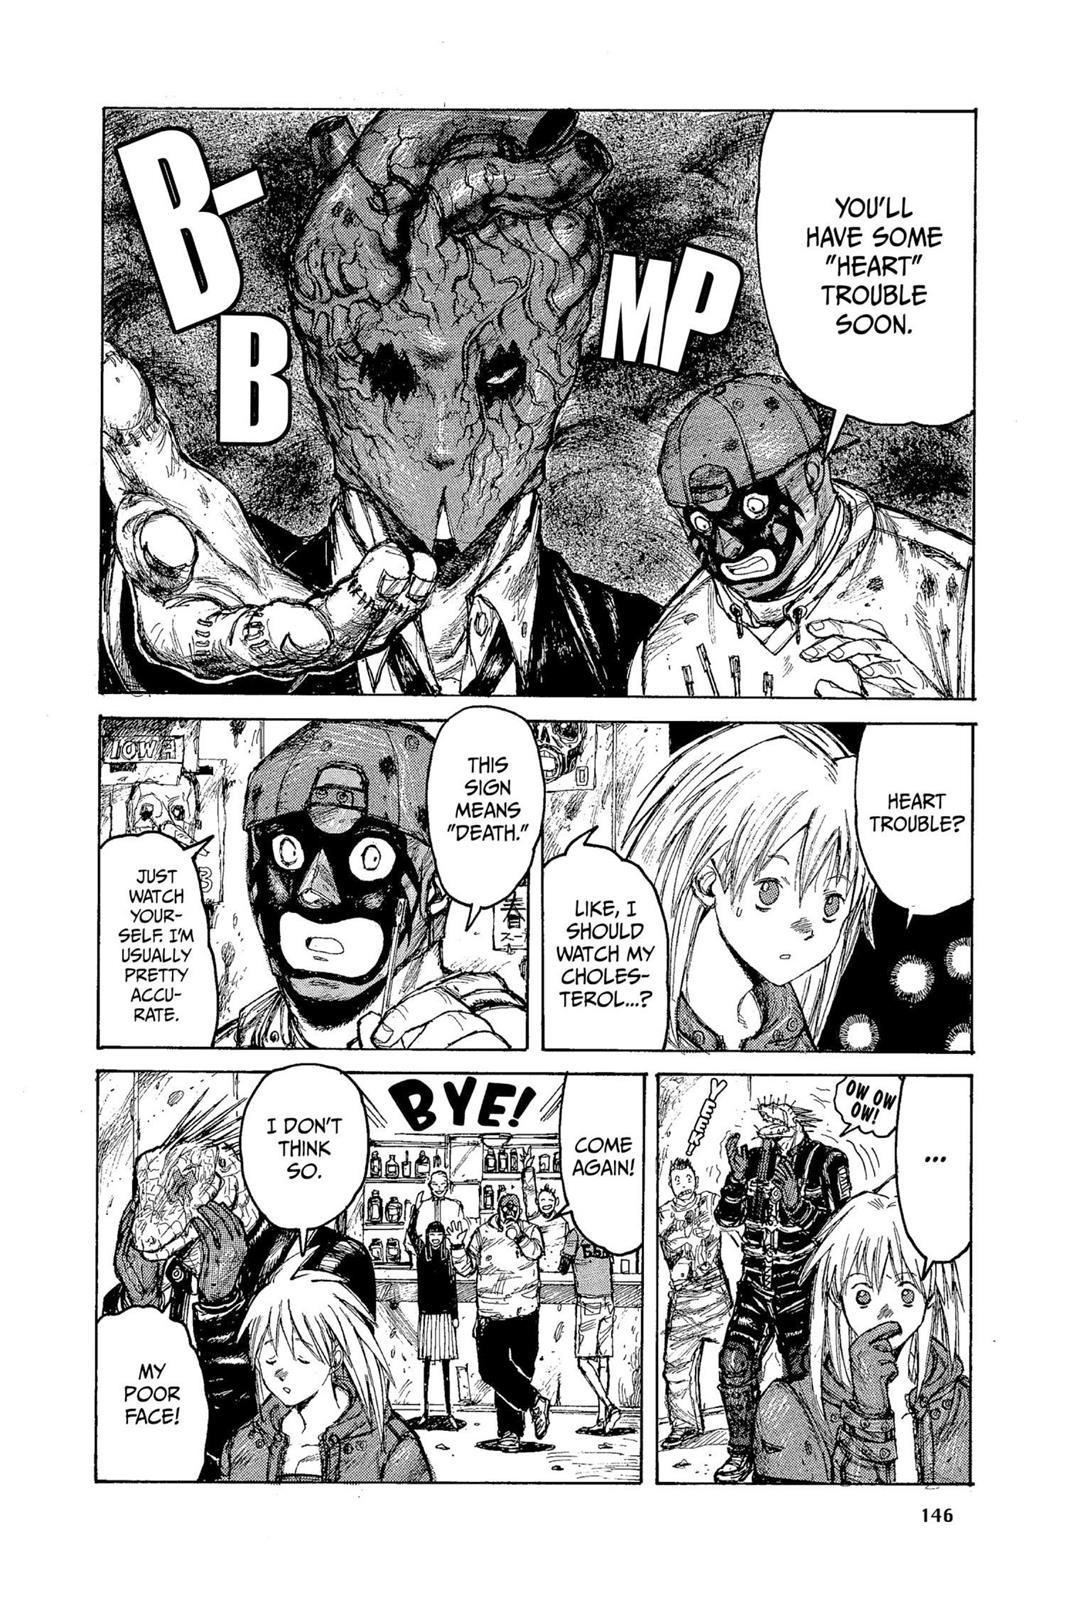 B-
B
MP
YOU'LL
HAVE SOME
"HEART"
TROUBLE
SOON.
HEART
TROUBLE?
LIKE, I
SHOULD
WATCH MY
CHOLES-
TEROL...?
THIS
SIGN
MEANS
"DEATH."
JUST
WATCH
YOUR-
SELF. I'M
USUALLY
PRETTY
ACCU-
RATE.
IOWA
春
OW OW
OW!
...
COME
AGAIN!
BYE!
I DON'T
THINK
SO.
MY
POOR
FACE!
146